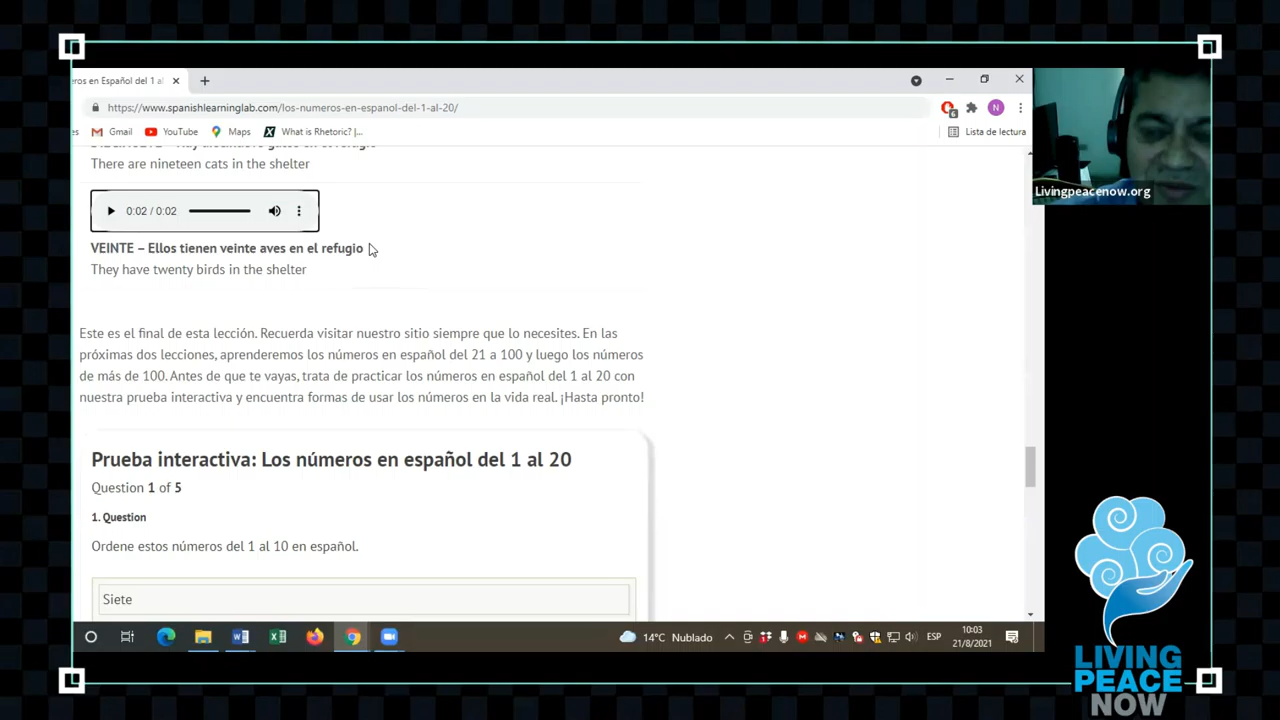 ros en Español del 1 al
https://www.spanishlearninglab.com/los-numeros-en-espanol-del-1-al-20/
es
Gmail
YouTube
Maps
What is Rhetoric? |...
Lista de lectura
There are nineteen cats in the shelter
0:02 / 0:02
VEINTE – Ellos tienen veinte aves en el refugio
They have twenty birds in the shelter
Este es el final de esta lección. Recuerda visitar nuestro sitio siempre que lo necesites. En las
próximas dos lecciones, aprenderemos los números en español del 21 a 100 y luego los números
de más de 100. Antes de que te vayas, trata de practicar los números en español del 1 al 20 con
nuestra prueba interactiva y encuentra formas de usar los números en la vida real. ¡Hasta pronto!
Prueba interactiva: Los números en español del 1 al 20
Question 1 of 5
1. Question
Ordene estos números del 1 al 10 en español.
Siete
14°C Nublado
ESP
10:03
21/8/2021
N
6
Livingpeacenow.org
LIVING
PEACE
NOW